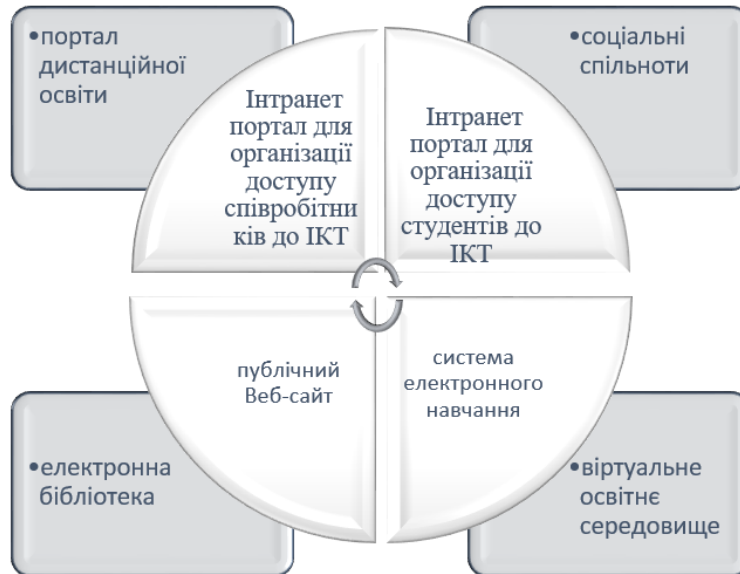 •портал
дистанційної
освіти
•соціальні
спільноти
Інтранет
портал для
організації
доступу
співробітни
ків до ІКТ
Інтранет
портал для
організації
доступу
студентів до
ІКТ
публічний
Веб-сайт
система
електронного
навчання
•електронна
бібліотека
•віртуальне
освітнє
середовище